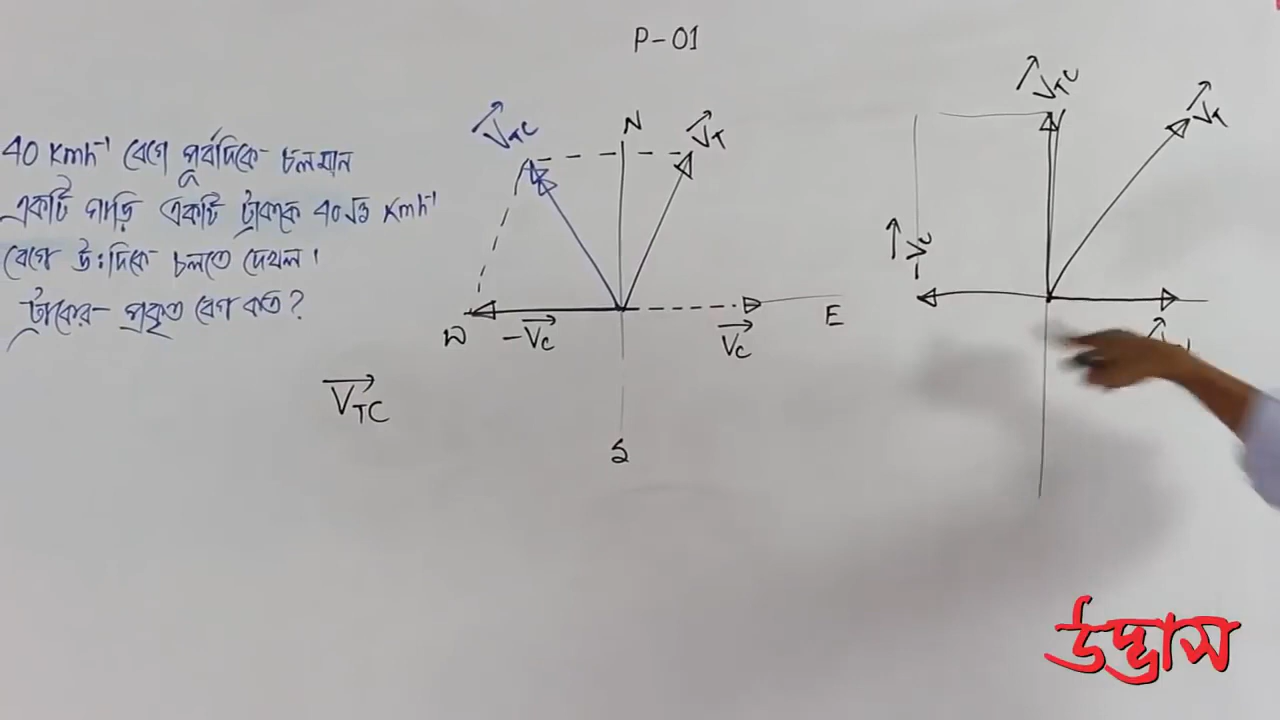 P-01
40 Kmh⁻¹ বেগে পূর্বদিকে চলমান
একটি গাড়ি একটি ট্রাককে 40√3 Kmh⁻¹
বেগে উঃদিকে চলতে দেখল।
ট্রাকের প্রকৃত বেগ কত?
V⃗TC
N
V⃗T
W
-V⃗C
V⃗C
E
S
V⃗TC
V⃗TC
V⃗T
-V⃗C
উদ্ভাস